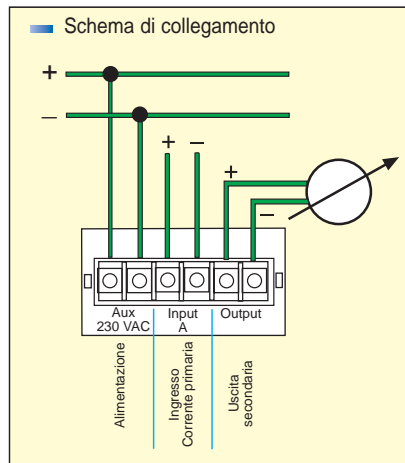 Schema di collegamento
+
–
+ –
+
–
Aux
230 VAC
Input
A
Output
Alimentazione
Ingresso
Corrente primaria
Uscita
secondaria